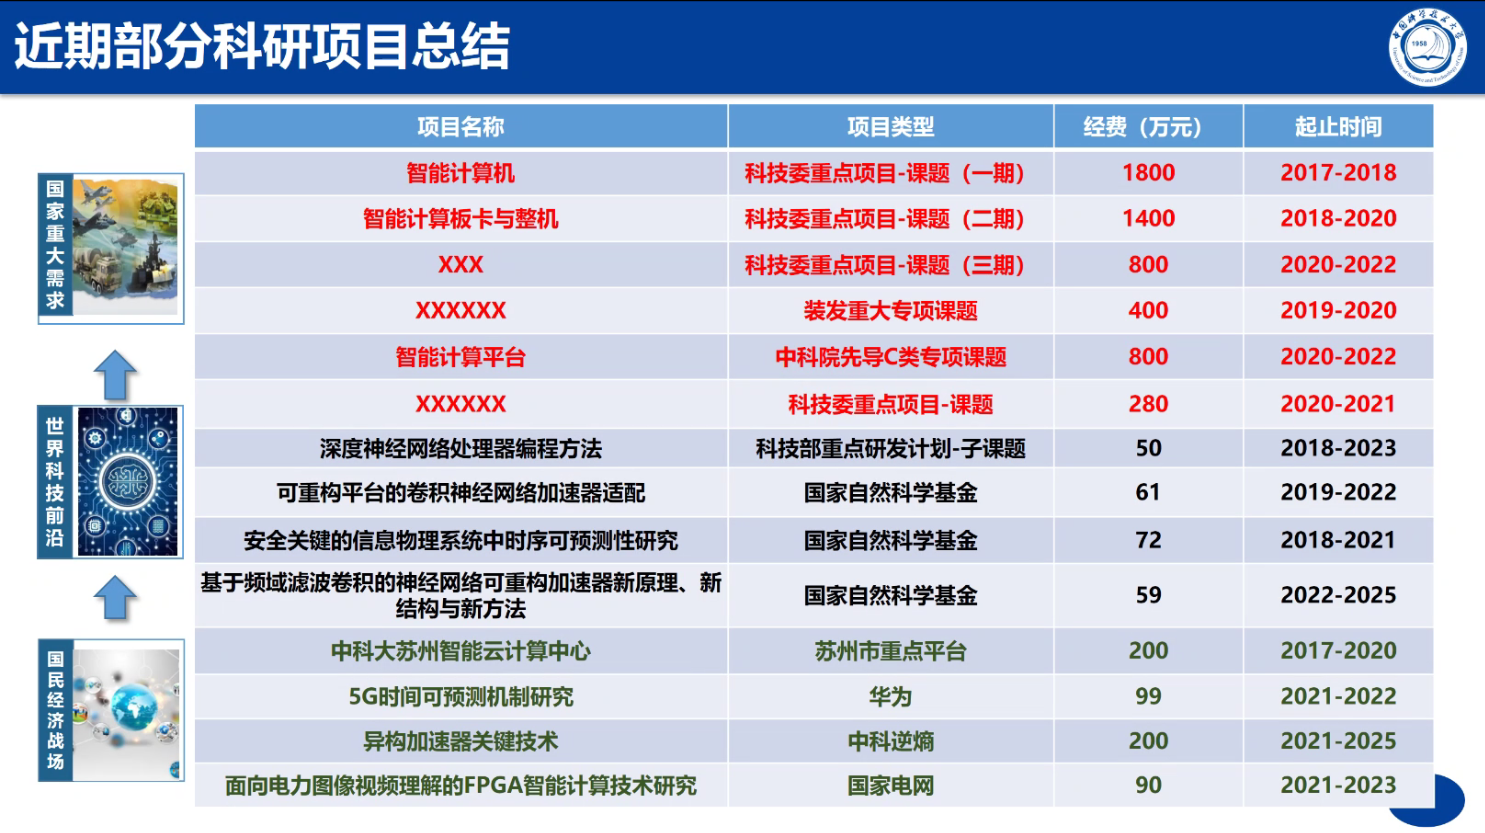 近期部分科研项目总结
中国科学技术大学
1958
University of Science and Technology of China
项目名称 项目类型 经费（万元） 起止时间
智能计算机 科技委重点项目-课题（一期） 1800 2017-2018
智能计算板卡与整机 科技委重点项目-课题（二期） 1400 2018-2020
XXX 科技委重点项目-课题（三期） 800 2020-2022
XXXXXX 装发重大专项课题 400 2019-2020
智能计算平台 中科院先导C类专项课题 800 2020-2022
XXXXXX 科技委重点项目-课题 280 2020-2021
深度神经网络处理器编程方法 科技部重点研发计划-子课题 50 2018-2023
可重构平台的卷积神经网络加速器适配 国家自然科学基金 61 2019-2022
安全关键的信息物理系统中时序可预测性研究 国家自然科学基金 72 2018-2021
基于频域滤波卷积的神经网络可重构加速器新原理、新
结构与新方法 国家自然科学基金 59 2022-2025
中科大苏州智能云计算中心 苏州市重点平台 200 2017-2020
5G时间可预测机制研究 华为 99 2021-2022
异构加速器关键技术 中科逆熵 200 2021-2025
面向电力图像视频理解的FPGA智能计算技术研究 国家电网 90 2021-2023
国家重大需求
世界科技前沿
国民经济战场